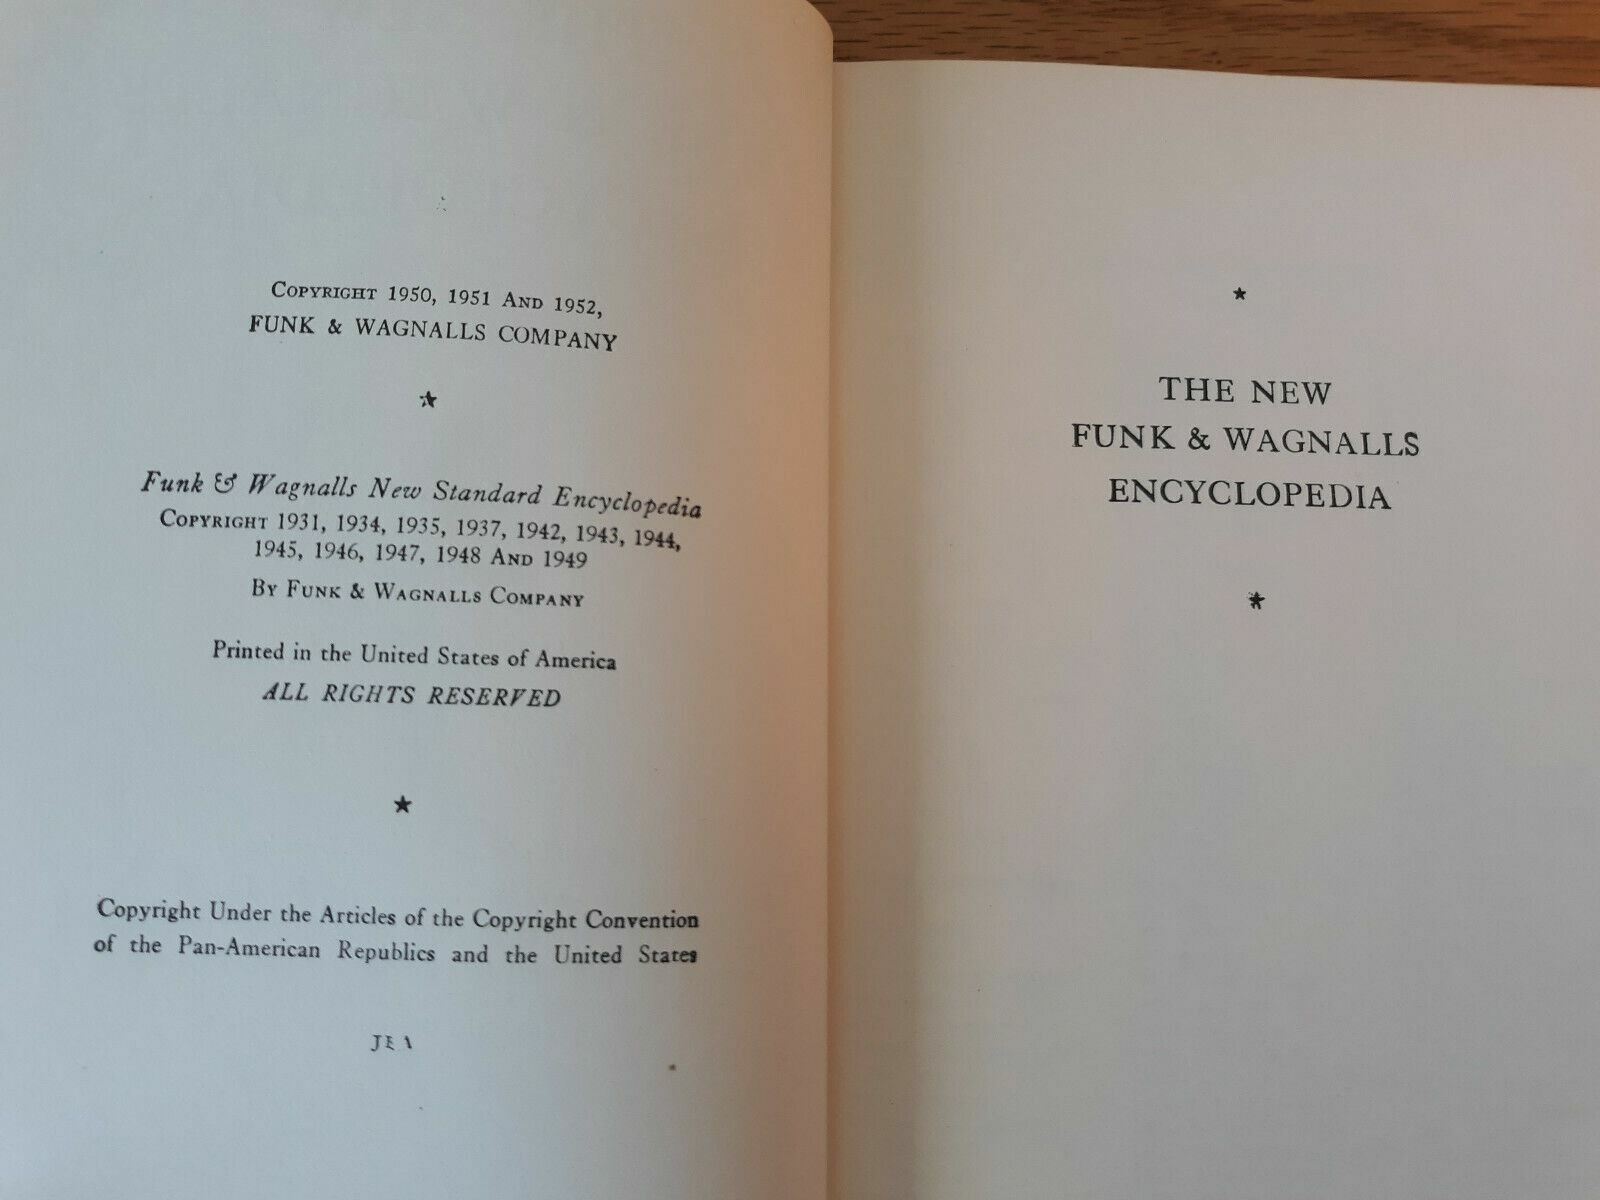 COPYRIGHT 1950, 1951 AND 1952,
FUNK & WAGNALLS COMPANY
Funk & Wagnalls New Standard Encyclopedia
COPYRIGHT 1931, 1934, 1935, 1937, 1942, 1943, 1944,
1945, 1946, 1947, 1948 AND 1949
BY FUNK & WAGNALLS COMPANY
Printed in the United States of America
ALL RIGHTS RESERVED
Copyright Under the Articles of the Copyright Convention
of the Pan-American Republics and the United States
THE NEW
FUNK & WAGNALLS
ENCYCLOPEDIA